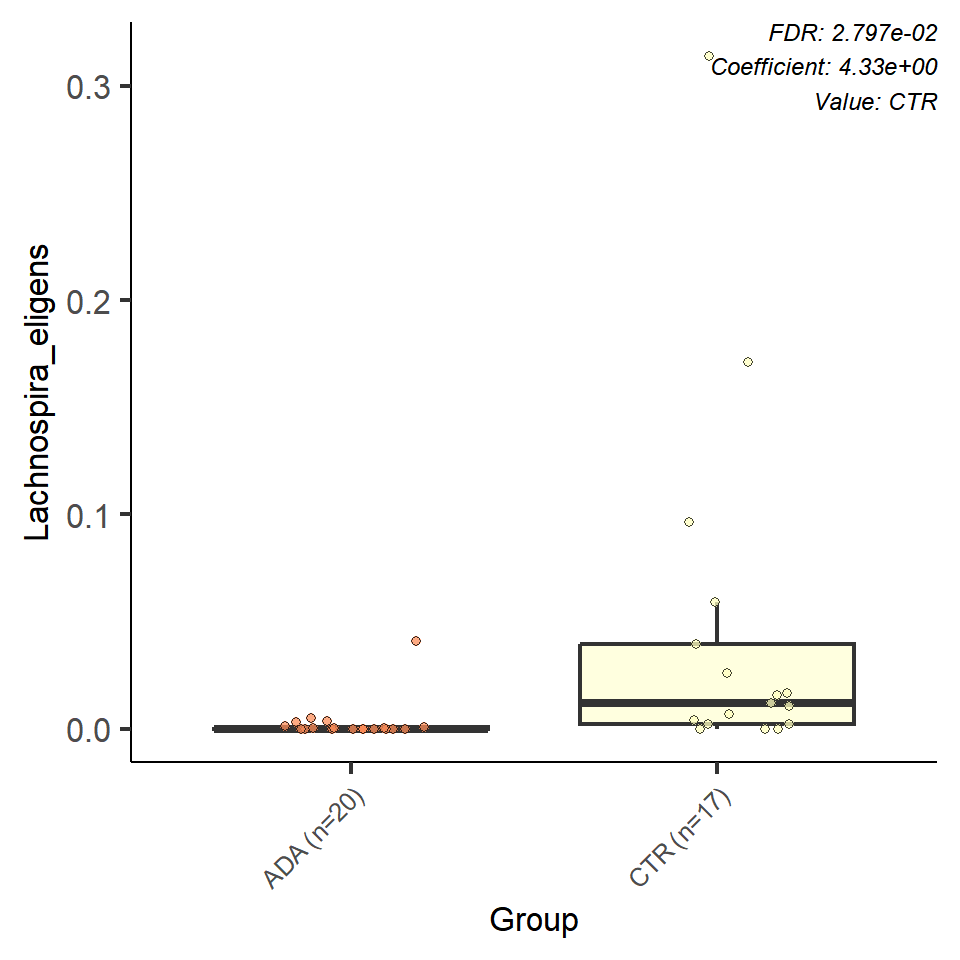 FDR: 2.797e-02
Coefficient: 4.33e+00
Value: CTR
Lachnospira_eligens
0.3
0.2
0.1
0.0
ADA (n=20)
CTR (n=17)
Group